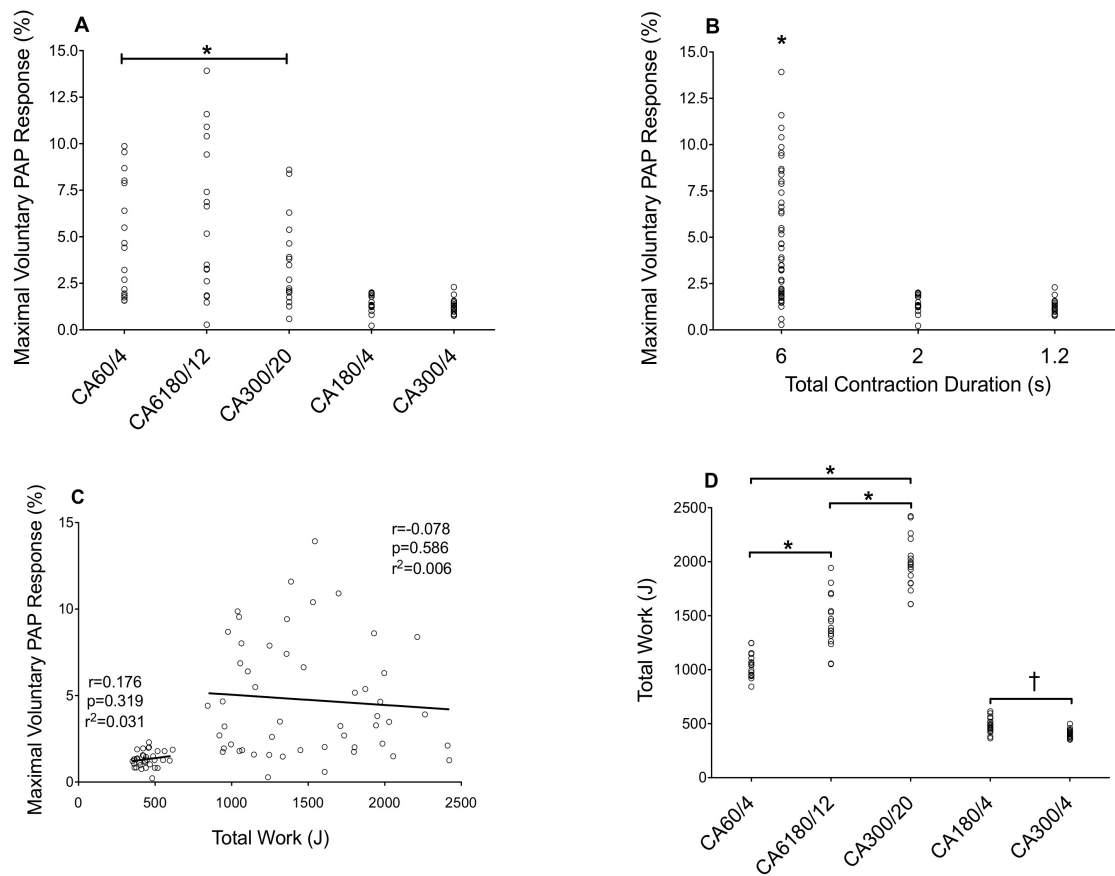 A
Maximal Voluntary PAP Response (%)
15.0
12.5
10.0
7.5
5.0
2.5
0.0
*
CA60/4
CA6180/12
CA300/20
CA180/4
CA300/4
B
Maximal Voluntary PAP Response (%)
15.0
12.5
10.0
7.5
5.0
2.5
0.0
*
6
2
1.2
Total Contraction Duration (s)
C
Maximal Voluntary PAP Response (%)
15
10
5
0
r=-0.078
p=0.586
r²=0.006
r=0.176
p=0.319
r²=0.031
0
500
1000
1500
2000
2500
Total Work (J)
D
Total Work (J)
2500
2000
1500
1000
500
0
*
*
*
†
CA60/4
CA6180/12
CA300/20
CA180/4
CA300/4